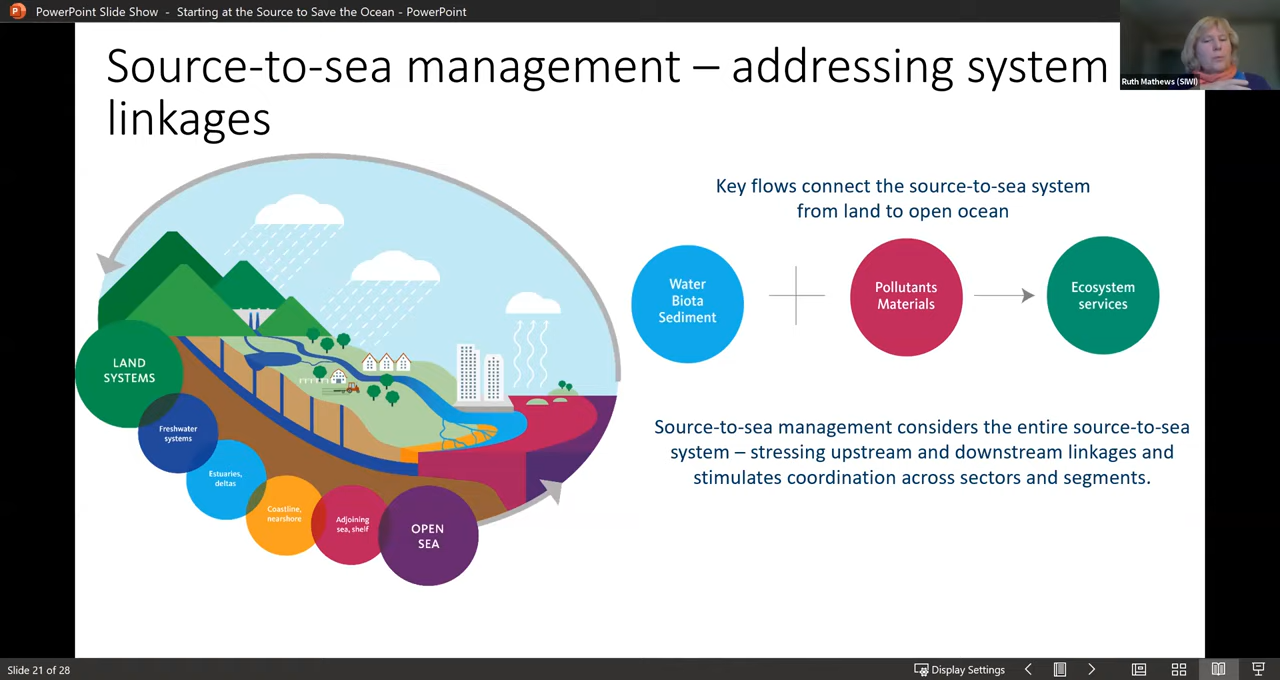 PowerPoint Slide Show - Starting at the Source to Save the Ocean - PowerPoint
Ruth Mathews (SIWI)
Source-to-sea management – addressing system
linkages
Key flows connect the source-to-sea system
from land to open ocean
Water
Biota
Sediment
Pollutants
Materials
Ecosystem
services
LAND
SYSTEMS
Freshwater
systems
Estuaries,
deltas
Coastline,
nearshore
Adjoining
sea, shelf
OPEN
SEA
Source-to-sea management considers the entire source-to-sea
system – stressing upstream and downstream linkages and
stimulates coordination across sectors and segments.
Slide 21 of 28
Display Settings